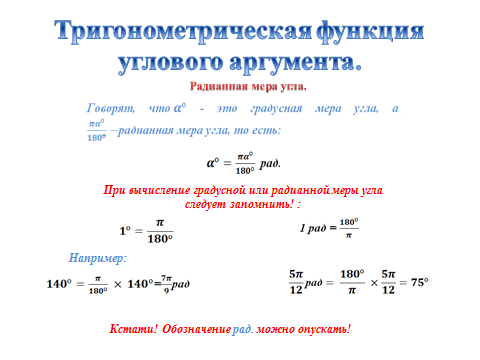 Тригонометрическая функция
углового аргумента.
Радианная мера угла.
Говорят, что α° - это градусная мера угла, а
πα⁰/180° −радианная мера угла, то есть:
α° = πα⁰/180° рад.
При вычисление градусной или радианной меры угла
следует запомнить! :
1° = π/180°
1 рад = 180°/π
Например:
140° = π/180° × 140°=7π/9 рад
5π/12 рад = 180°/π × 5π/12 = 75°
Кстати! Обозначение рад. можно опускать!